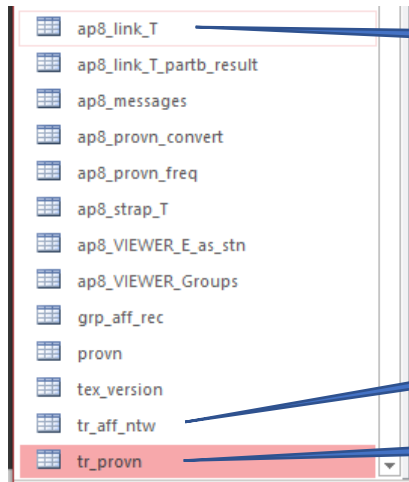 ap8_link_T
ap8_link_T_partb_result
ap8_messages
ap8_provn_convert
ap8_provn_freq
ap8_strap_T
ap8_VIEWER_E_as_stn
ap8_VIEWER_Groups
grp_aff_rec
provn
tex_version
tr_aff_ntw
tr_provn